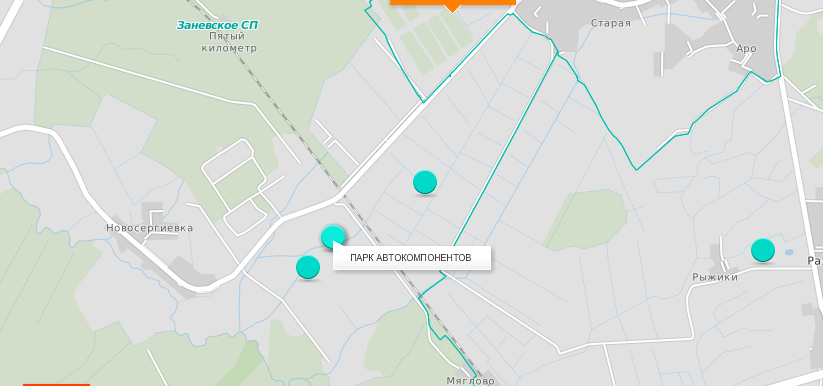 Заневское СП
Пятый
километр
Старая
Аро
Новосергиевка
ПАРК АВТОКОМПОНЕНТОВ
Рыжики
Раз
Мяглово